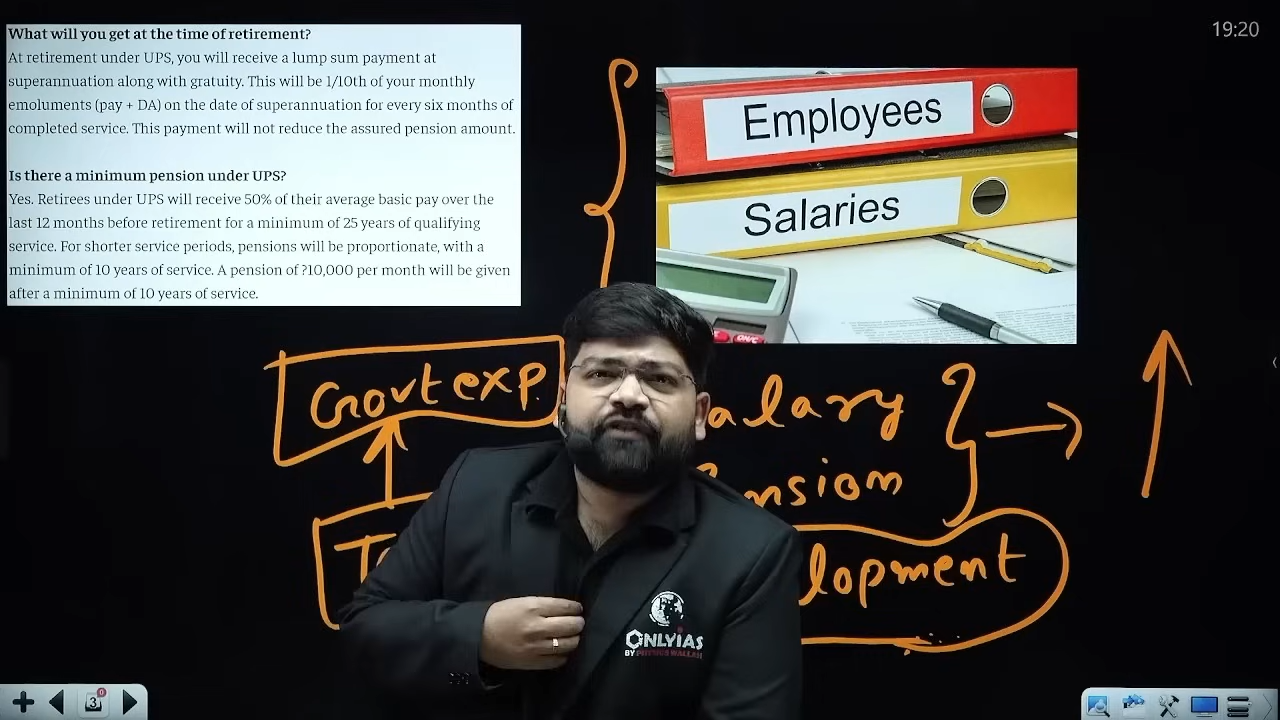 What will you get at the time of retirement?
At retirement under UPS, you will receive a lump sum payment at
superannuation along with gratuity. This will be 1/10th of your monthly
emoluments (pay + DA) on the date of superannuation for every six months of
completed service. This payment will not reduce the assured pension amount.
Is there a minimum pension under UPS?
Yes. Retirees under UPS will receive 50% of their average basic pay over the
last 12 months before retirement for a minimum of 25 years of qualifying
service. For shorter service periods, pensions will be proportionate, with a
minimum of 10 years of service. A pension of ?10,000 per month will be given
after a minimum of 10 years of service.
19:20
Employees
Salaries
Govt exp.
alary
nsion
lopment
ONLYIAS
BY PHYSICS WALLAH
3